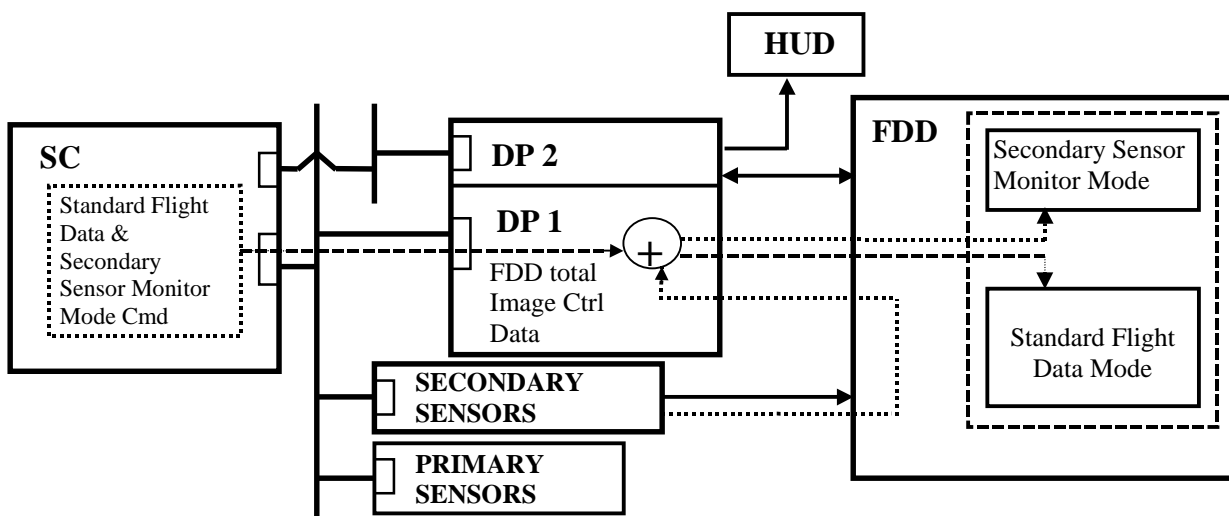 HUD
SC
Standard Flight
Data &
Secondary
Sensor Monitor
Mode Cmd
DP 2
DP 1
+
FDD total
Image Ctrl
Data
FDD
Secondary Sensor
Monitor Mode
Standard Flight
Data Mode
SECONDARY
SENSORS
PRIMARY
SENSORS